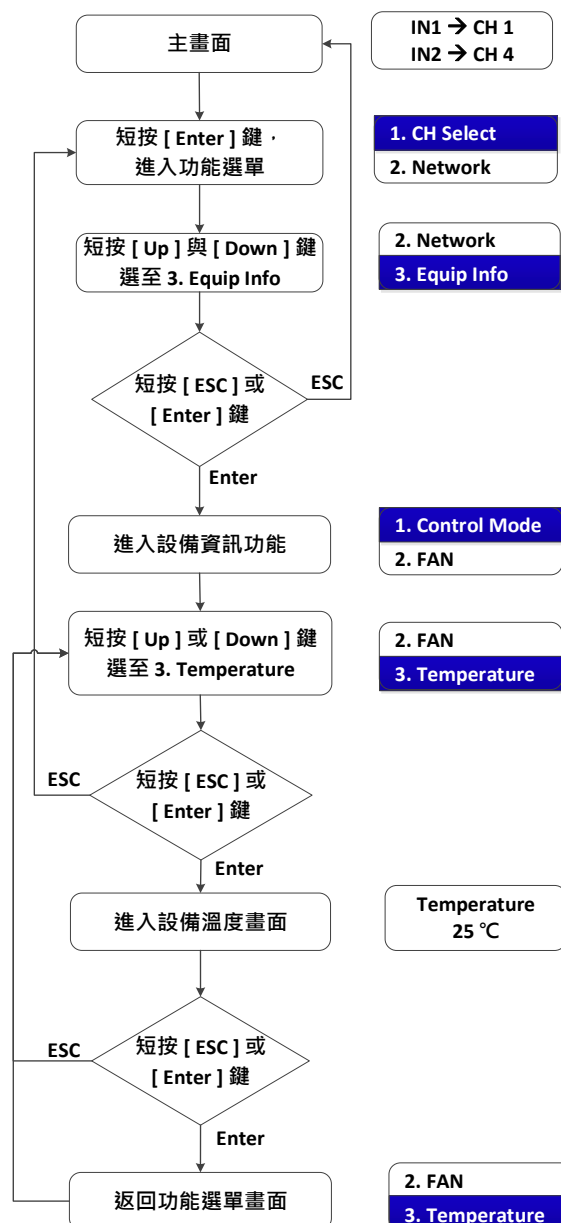 主畫面
IN1 → CH 1
IN2 → CH 4
短按 [ Enter ] 鍵，
進入功能選單
1. CH Select
2. Network
短按 [ Up ] 與 [ Down ] 鍵
選至 3. Equip Info
2. Network
3. Equip Info
短按 [ ESC ] 或
[ Enter ] 鍵
ESC
Enter
進入設備資訊功能
1. Control Mode
2. FAN
短按 [ Up ] 或 [ Down ] 鍵
選至 3. Temperature
2. FAN
3. Temperature
ESC
短按 [ ESC ] 或
[ Enter ] 鍵
Enter
進入設備溫度畫面
Temperature
25 ℃
ESC
短按 [ ESC ] 或
[ Enter ] 鍵
Enter
返回功能選單畫面
2. FAN
3. Temperature